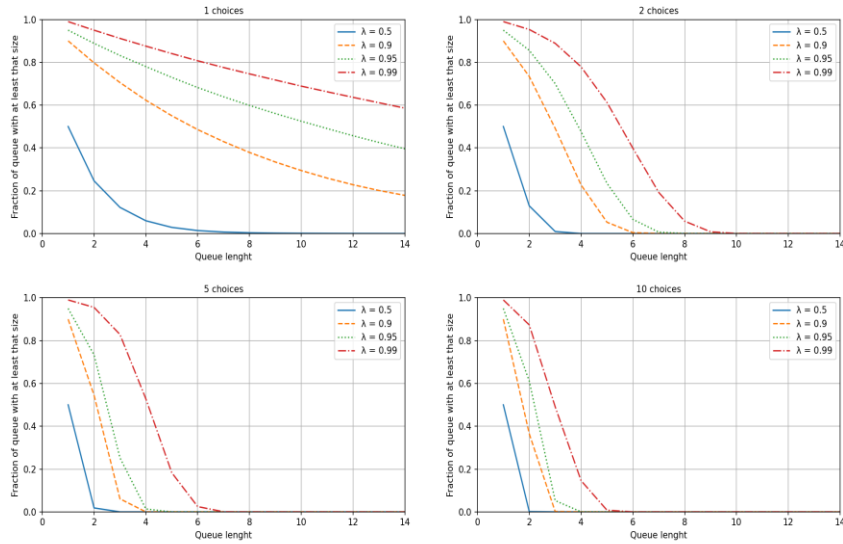 1 choices
Fraction of queue with at least that size
1.0
0.8
0.6
0.4
0.2
0.0
0 2 4 6 8 10 12 14
Queue lenght
λ = 0.5
λ = 0.9
λ = 0.95
λ = 0.99
2 choices
Fraction of queue with at least that size
1.0
0.8
0.6
0.4
0.2
0.0
0 2 4 6 8 10 12 14
Queue lenght
λ = 0.5
λ = 0.9
λ = 0.95
λ = 0.99
5 choices
Fraction of queue with at least that size
1.0
0.8
0.6
0.4
0.2
0.0
0 2 4 6 8 10 12 14
Queue lenght
λ = 0.5
λ = 0.9
λ = 0.95
λ = 0.99
10 choices
Fraction of queue with at least that size
1.0
0.8
0.6
0.4
0.2
0.0
0 2 4 6 8 10 12 14
Queue lenght
λ = 0.5
λ = 0.9
λ = 0.95
λ = 0.99